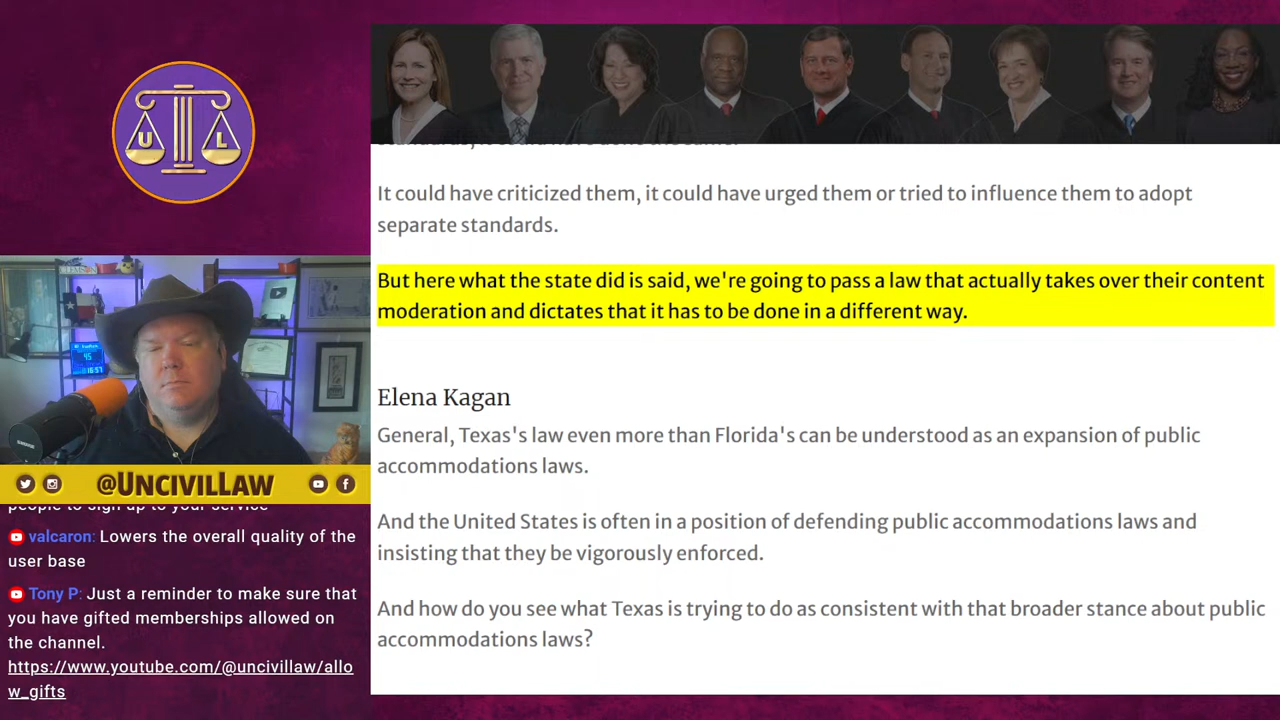 U L
@UNCIVILLAW
people to sign up to your service
valcaron: Lowers the overall quality of the
user base
Tony P: Just a reminder to make sure that
you have gifted memberships allowed on
the channel.
https://www.youtube.com/@uncivillaw/allo
w_gifts
It could have criticized them, it could have urged them or tried to influence them to adopt
separate standards.
But here what the state did is said, we're going to pass a law that actually takes over their content
moderation and dictates that it has to be done in a different way.
Elena Kagan
General, Texas's law even more than Florida's can be understood as an expansion of public
accommodations laws.
And the United States is often in a position of defending public accommodations laws and
insisting that they be vigorously enforced.
And how do you see what Texas is trying to do as consistent with that broader stance about public
accommodations laws?